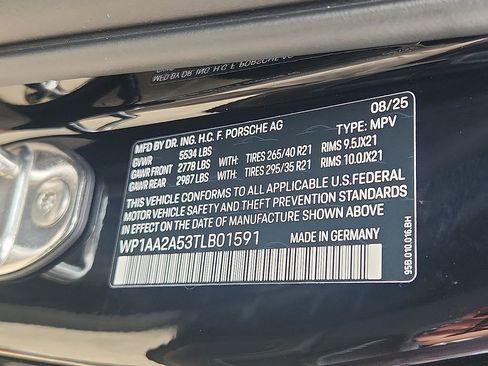 MFD BY DR. ING. H.C. F. PORSCHE AG 08/25
GVWR 5534 LBS TYPE: MPV
GAWR FRONT 2778 LBS WITH: TIRES 265/40 R21 RIMS 9.5JX21
GAWR REAR 2987 LBS WITH: TIRES 295/35 R21 RIMS 10.0JX21
THIS VEHICLE CONFORMS TO ALL APPLICABLE U.S.FEDERAL
MOTOR VEHICLE SAFETY AND THEFT PREVENTION STANDARDS
IN EFFECT ON THE DATE OF MANUFACTURE SHOWN ABOVE
WP1AA2A53TLB01591 MADE IN GERMANY
95B.010.016.BH